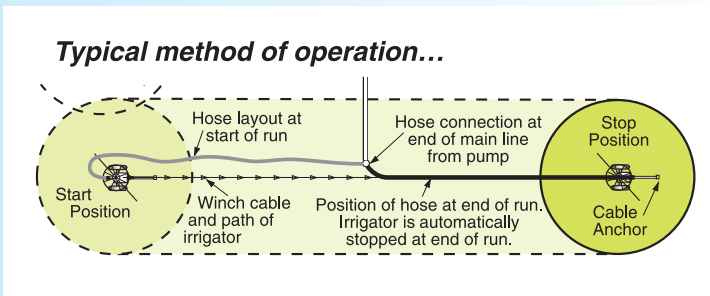 Typical method of operation...
Hose layout at
start of run
Hose connection at
end of main line
from pump
Stop
Position
Start
Position
Winch cable
and path of
irrigator
Position of hose at end of run.
Irrigator is automatically
stopped at end of run.
Cable
Anchor